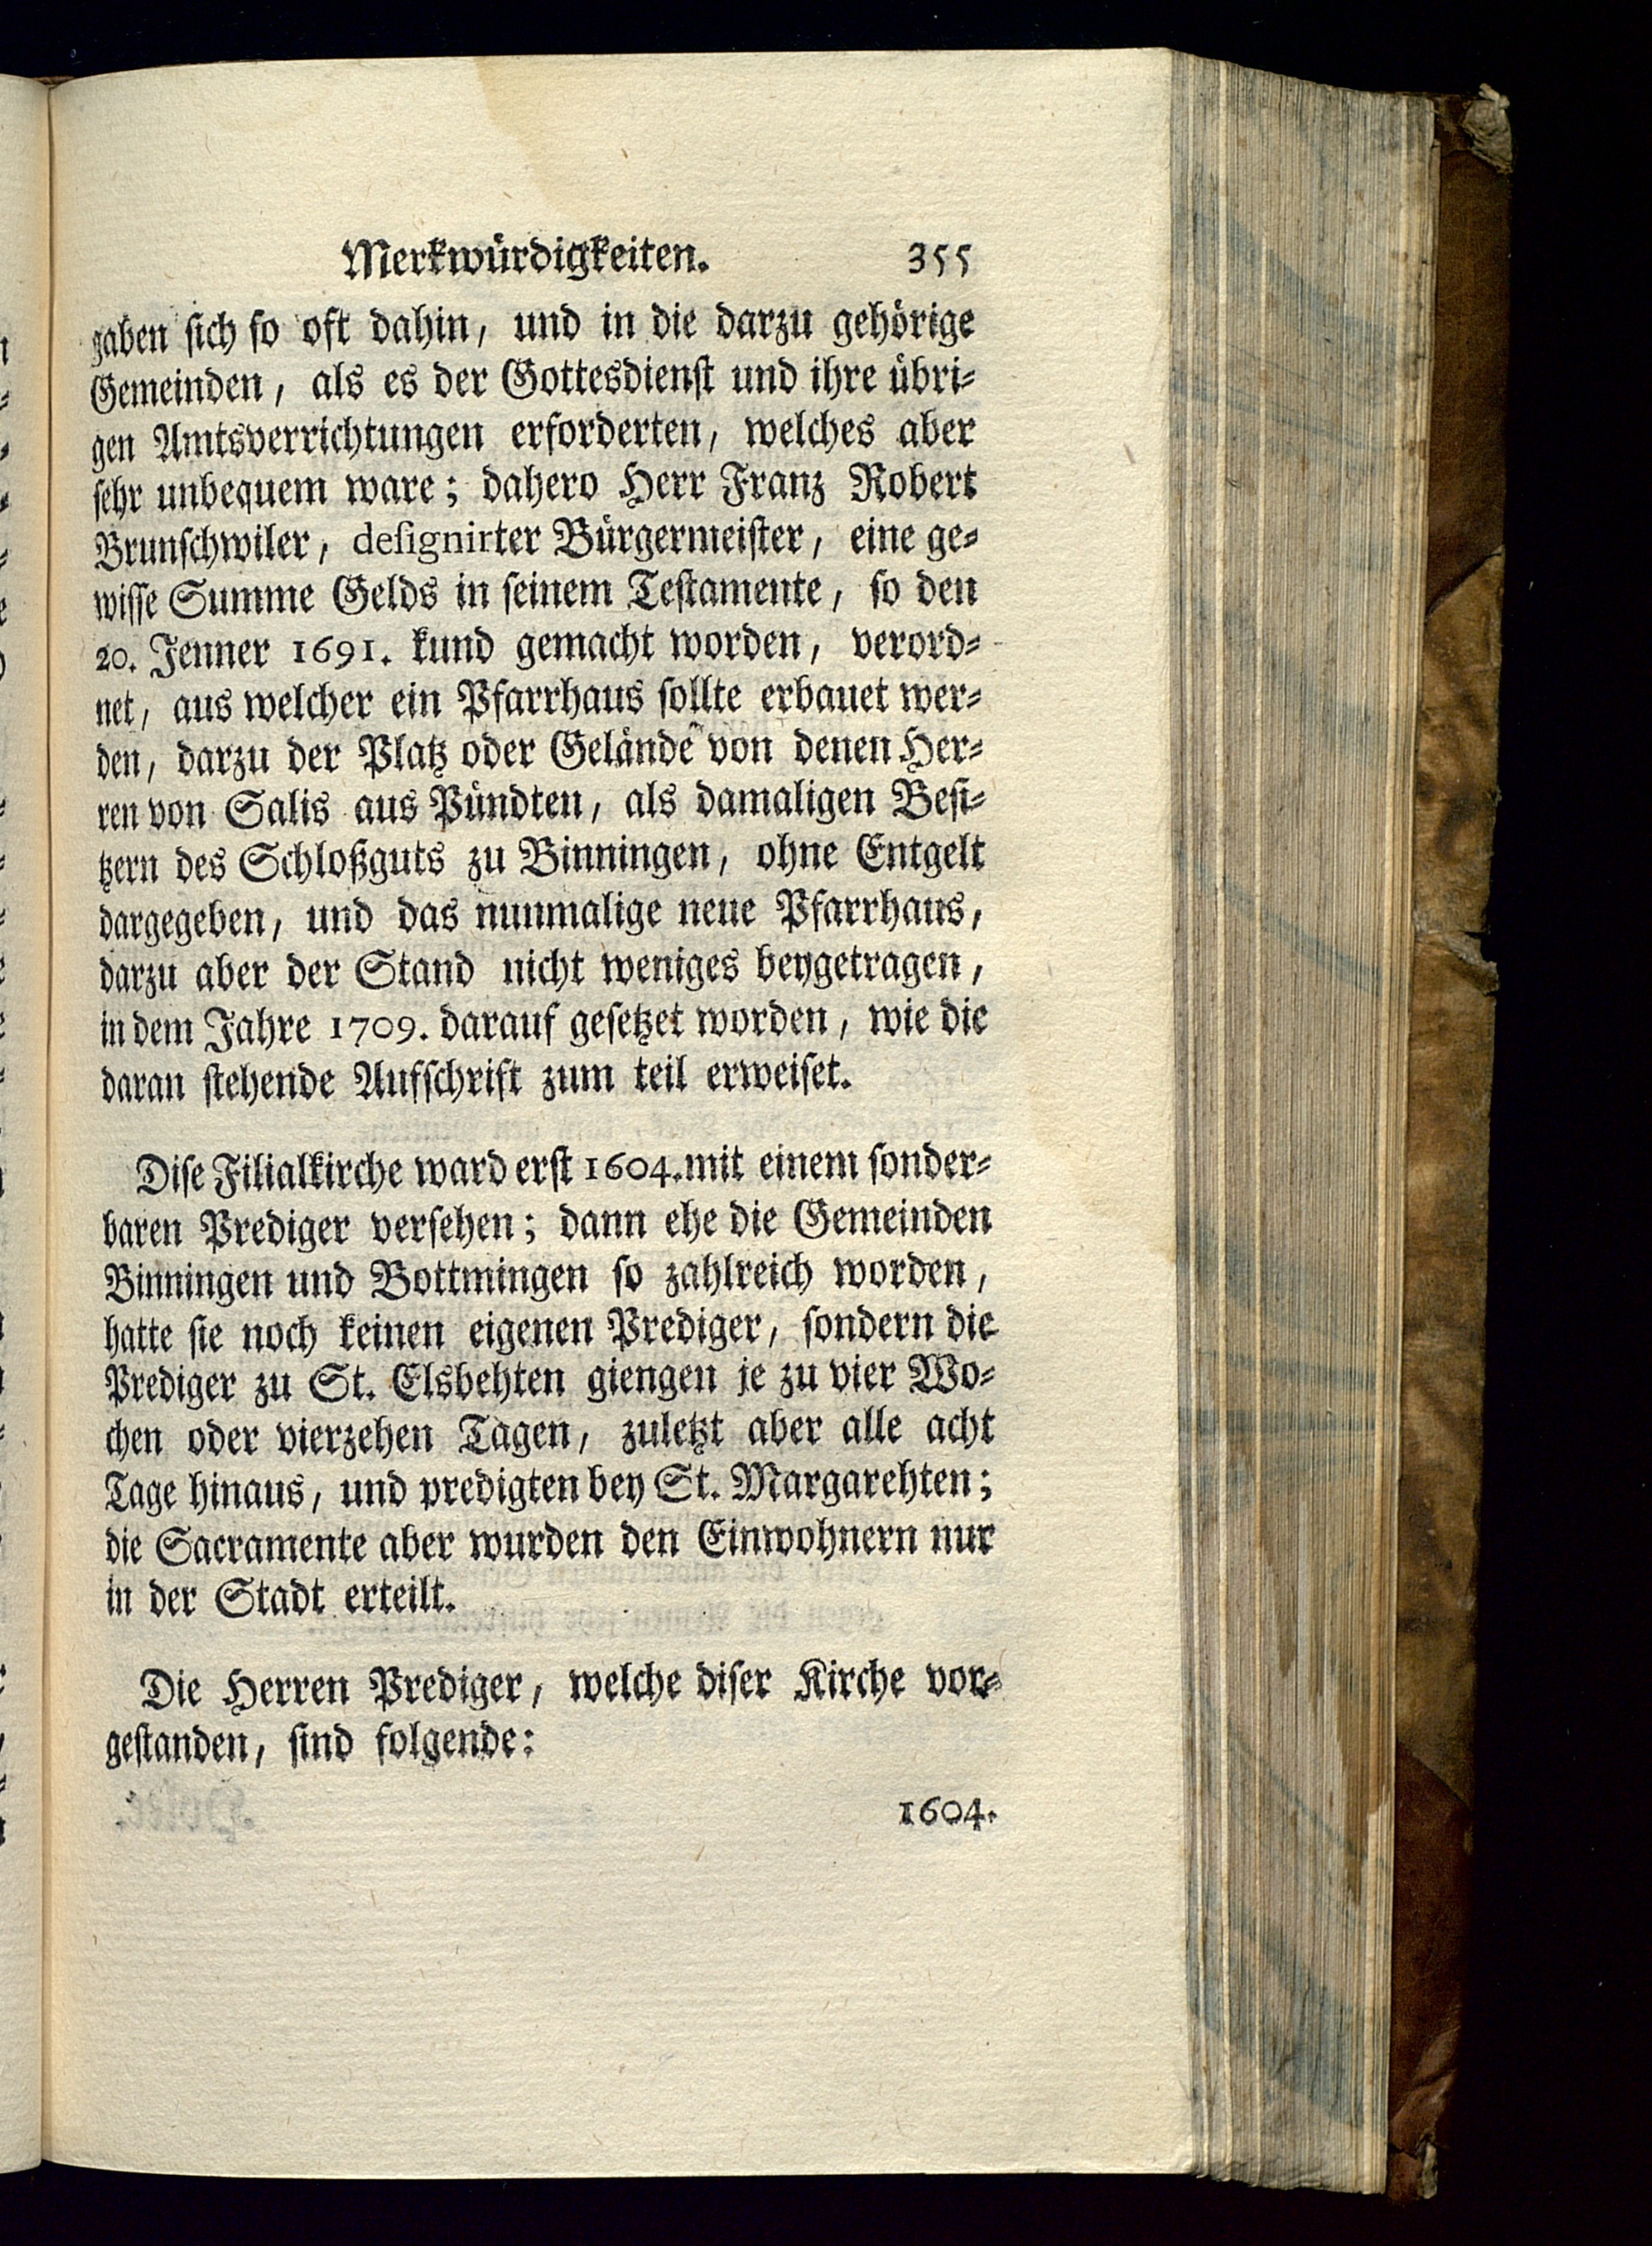 Merkwürdigkeiten. 355
gaben sich so oft dahin, und in die darzu gehörige
Gemeinden, als es der Gottesdienst und ihre übri-
gen Amtsverrichtungen erforderten, welches aber
sehr unbequem ware; dahero Herr Franz Robert
Brunschwiler, designirter Bürgermeister, eine ge-
wisse Summe Gelds in seinem Testamente, so den
20. Jenner 1691. kund gemacht worden, verord-
net, aus welcher ein Pfarrhaus sollte erbauet wer-
den, darzu der Platz oder Gelände von denen Her-
ren von Salis aus Pündten, als damaligen Besi-
tzern des Schloßguts zu Binningen, ohne Entgelt
dargegeben, und das nunmalige neue Pfarrhaus,
darzu aber der Stand nicht weniges beygetragen,
in dem Jahre 1709. darauf gesetzet worden, wie die
daran stehende Aufschrift zum teil erweiset.
Dise Filialkirche ward erst 1604. mit einem sonder-
baren Prediger versehen; dann ehe die Gemeinden
Binningen und Bottmingen so zahlreich worden,
hatte sie noch keinen eigenen Prediger, sondern die
Prediger zu St. Elsbehten giengen je zu vier Wo-
chen oder vierzehen Tagen, zuletzt aber alle acht
Tage hinaus, und predigten bey St. Margarehten;
die Sacramente aber wurden den Einwohnern nur
in der Stadt erteilt.
Die Herren Prediger, welche diser Kirche vor-
gestanden, sind folgende:
1604.